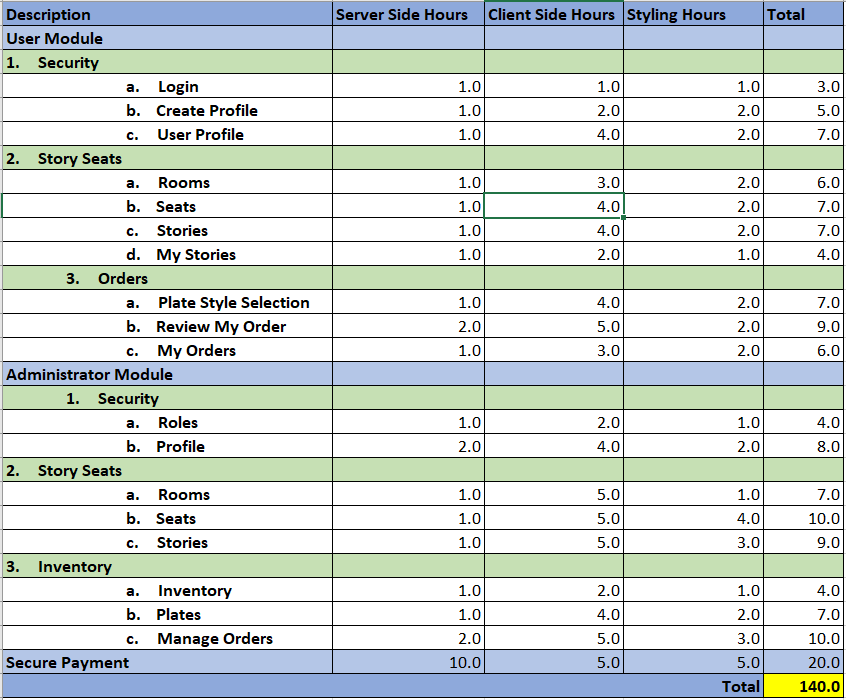 Description Server Side Hours Client Side Hours Styling Hours Total
User Module
1. Security
a. Login 1.0 1.0 1.0 3.0
b. Create Profile 1.0 2.0 2.0 5.0
c. User Profile 1.0 4.0 2.0 7.0
2. Story Seats
a. Rooms 1.0 3.0 2.0 6.0
b. Seats 1.0 4.0 2.0 7.0
c. Stories 1.0 4.0 2.0 7.0
d. My Stories 1.0 2.0 1.0 4.0
3. Orders
a. Plate Style Selection 1.0 4.0 2.0 7.0
b. Review My Order 2.0 5.0 2.0 9.0
c. My Orders 1.0 3.0 2.0 6.0
Administrator Module
1. Security
a. Roles 1.0 2.0 1.0 4.0
b. Profile 2.0 4.0 2.0 8.0
2. Story Seats
a. Rooms 1.0 5.0 1.0 7.0
b. Seats 1.0 5.0 4.0 10.0
c. Stories 1.0 5.0 3.0 9.0
3. Inventory
a. Inventory 1.0 2.0 1.0 4.0
b. Plates 1.0 4.0 2.0 7.0
c. Manage Orders 2.0 5.0 3.0 10.0
Secure Payment 10.0 5.0 5.0 20.0
Total 140.0